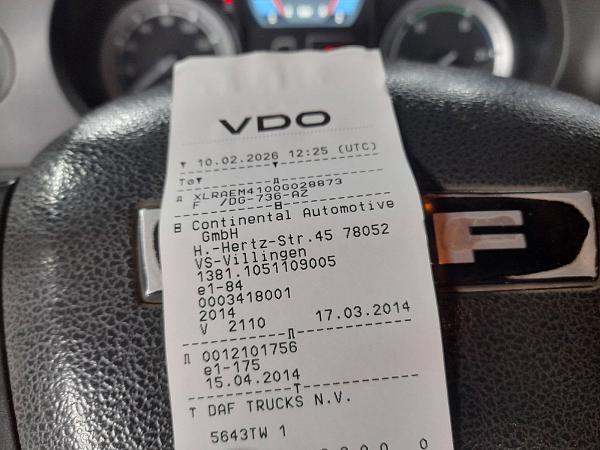 VDO
▼ 10.02.2026 12:25 (UTC)
XLRAEM4100G028873
F /DG-736-AZ
B Continental Automotive
GmbH
H.-Hertz-Str.45 78052
VS-Villingen
1381.1051109005
e1-84
0003418001
2014
V 2110 17.03.2014
0012101756
e1-175
15.04.2014
T DAF TRUCKS N.V.
5643TW 1
F